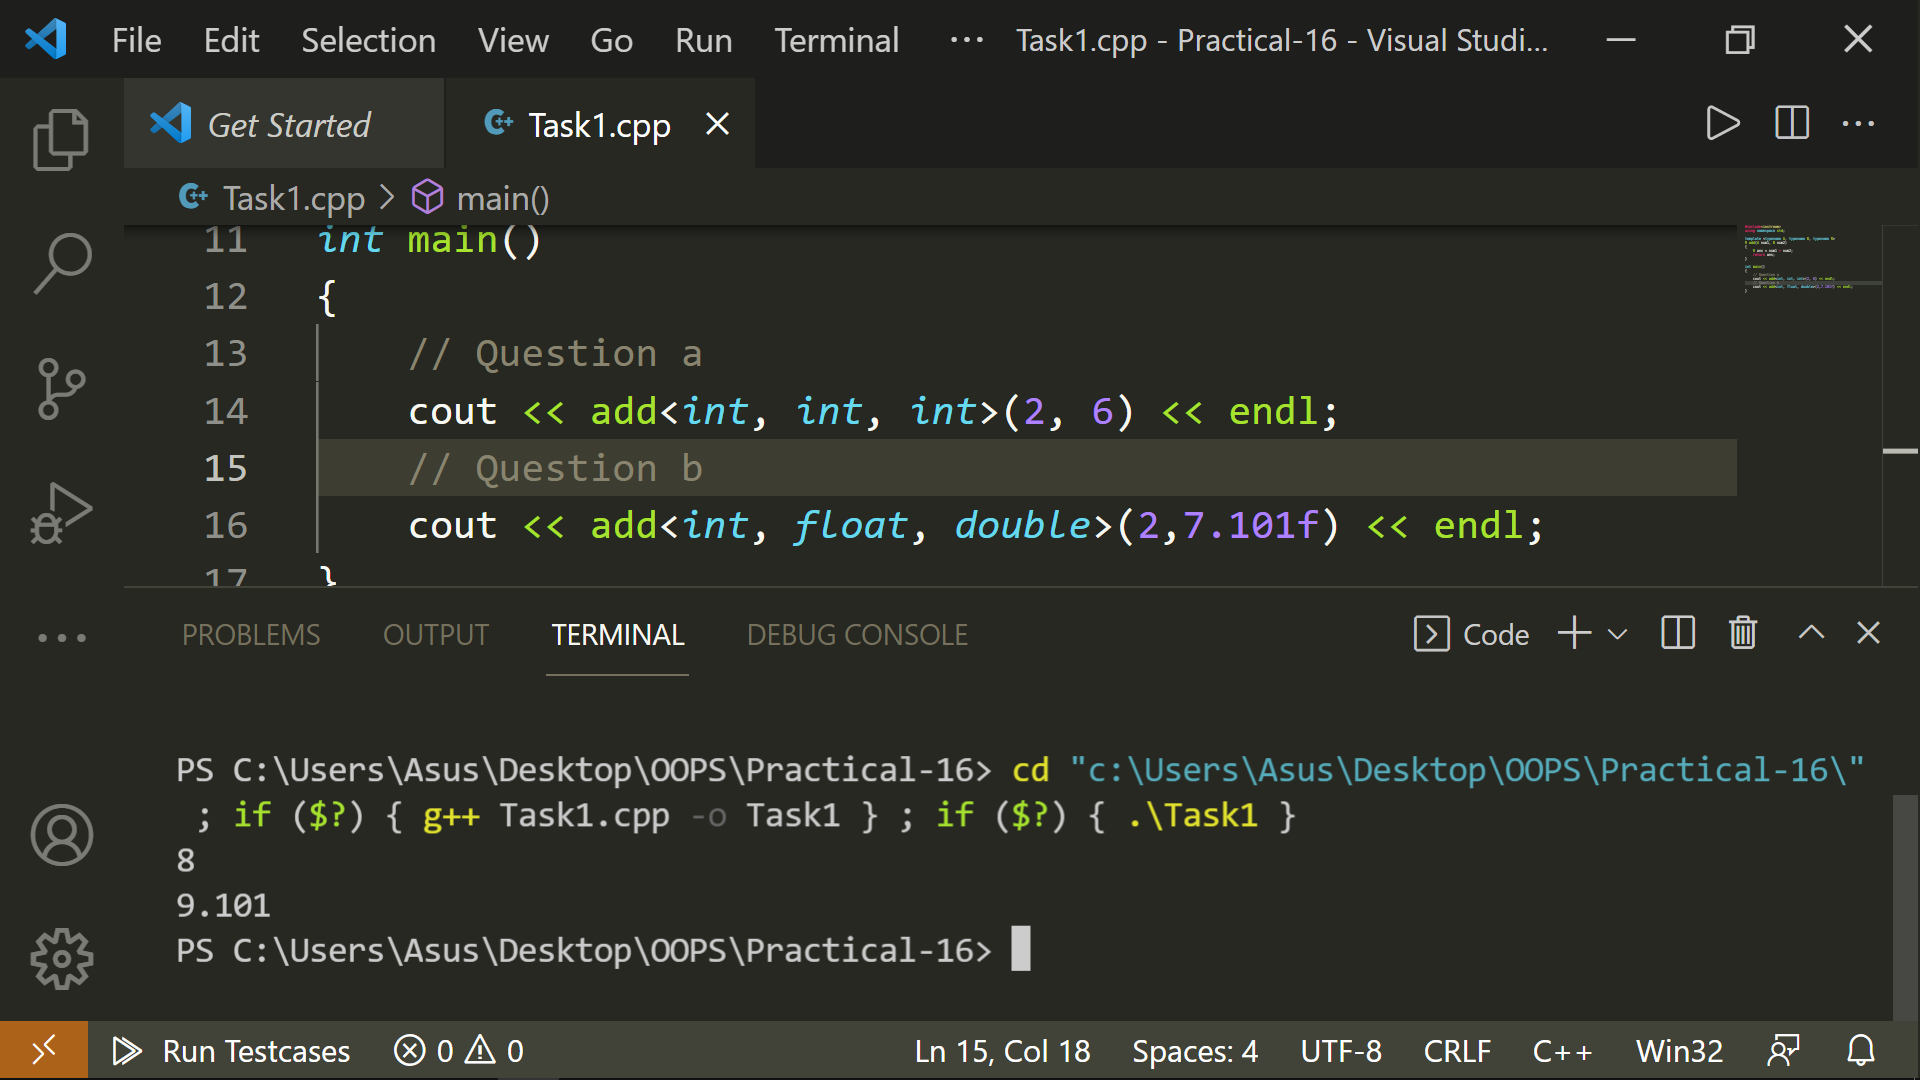 File Edit Selection View Go Run Terminal ··· Task1.cpp - Practical-16 - Visual Studi...
Get Started Task1.cpp
Task1.cpp > main()
11 int main()
12 {
13 // Question a
14 cout << add<int, int, int>(2, 6) << endl;
15 // Question b
16 cout << add<int, float, double>(2,7.101f) << endl;
17 }
PROBLEMS OUTPUT TERMINAL DEBUG CONSOLE Code
PS C:\Users\Asus\Desktop\OOPS\Practical-16> cd "c:\Users\Asus\Desktop\OOPS\Practical-16\"
; if ($?) { g++ Task1.cpp -o Task1 } ; if ($?) { .\Task1 }
8
9.101
PS C:\Users\Asus\Desktop\OOPS\Practical-16>
Run Testcases 0 0 Ln 15, Col 18 Spaces: 4 UTF-8 CRLF C++ Win32